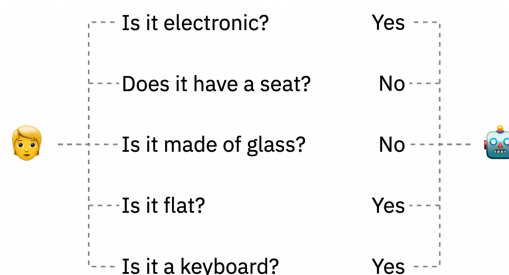 Is it electronic? Yes
Does it have a seat? No
Is it made of glass? No
Is it flat? Yes
Is it a keyboard? Yes